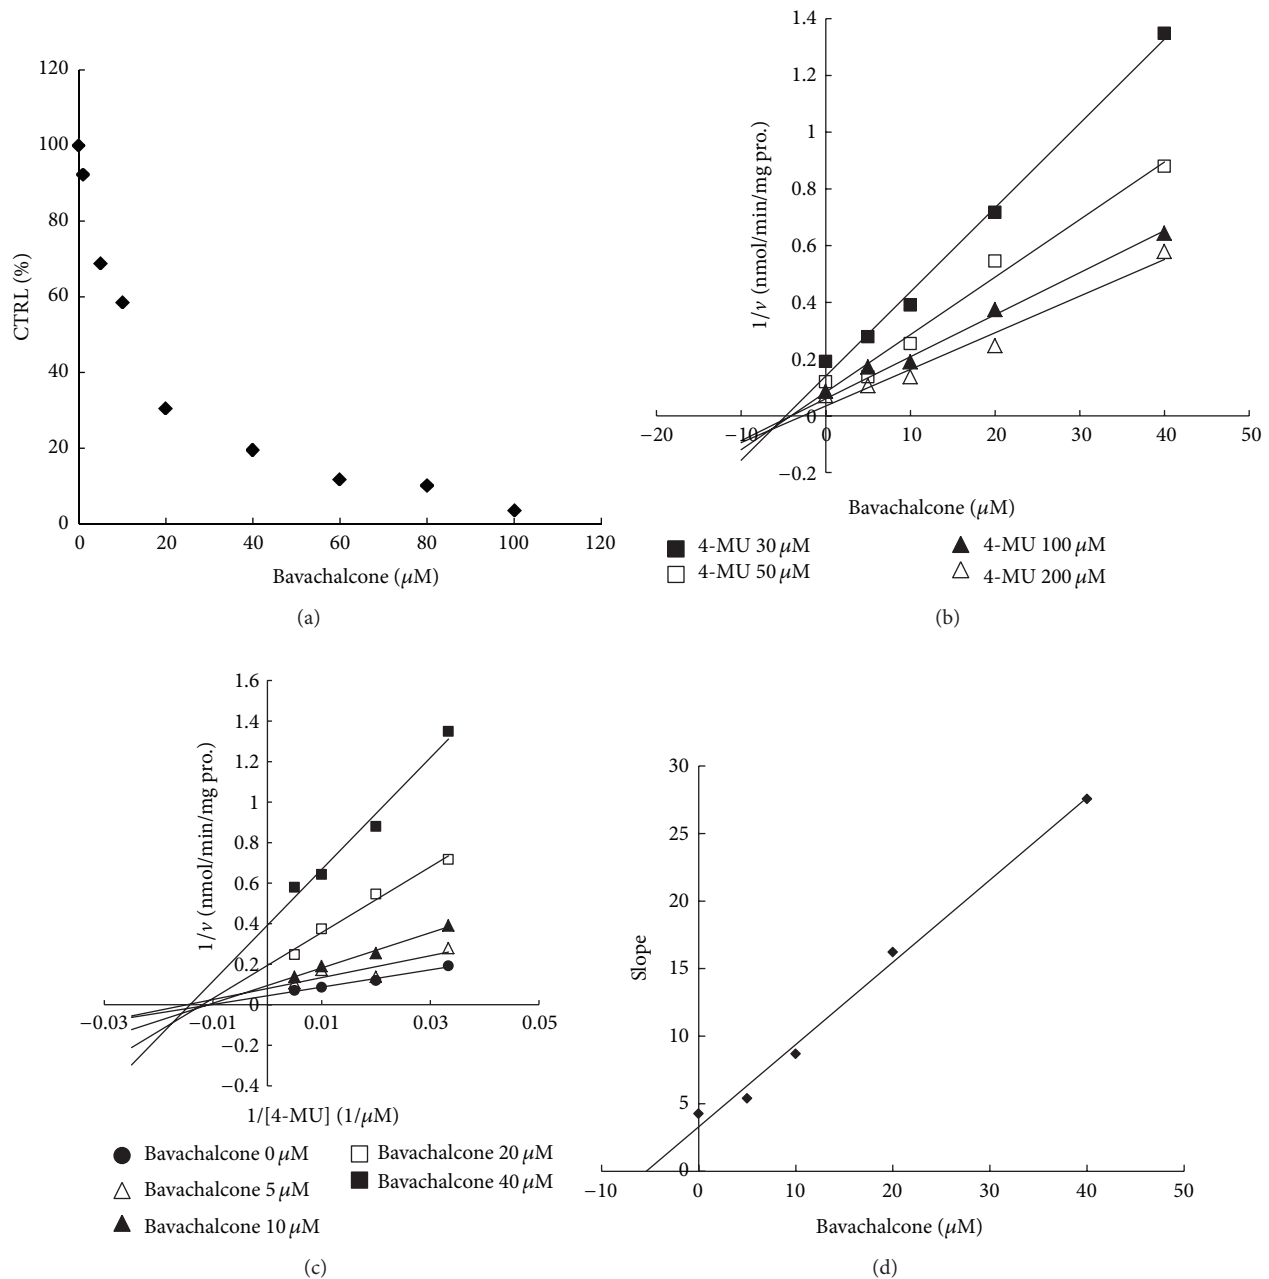 120
100
80
60
40
20
0
CTRL (%)
0 20 40 60 80 100 120
Bavachalcone (μM)
(a)
1.4
1.2
1
0.8
0.6
0.4
0.2
0
−0.2
1/v (nmol/min/mg pro.)
−20 −10 0 10 20 30 40 50
Bavachalcone (μM)
4-MU 30 μM
4-MU 50 μM
4-MU 100 μM
4-MU 200 μM
(b)
1.6
1.4
1.2
1
0.8
0.6
0.4
0.2
0
−0.2
−0.4
1/v (nmol/min/mg pro.)
−0.03 −0.01 0.01 0.03 0.05
1/[4-MU] (1/μM)
Bavachalcone 0 μM
Bavachalcone 5 μM
Bavachalcone 10 μM
Bavachalcone 20 μM
Bavachalcone 40 μM
(c)
30
25
20
15
10
5
0
Slope
−10 0 10 20 30 40 50
Bavachalcone (μM)
(d)